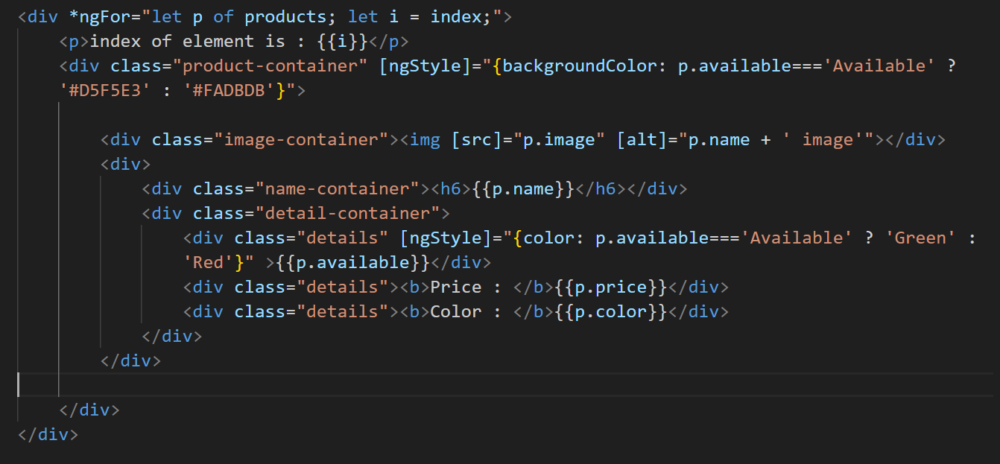 <div *ngFor="let p of products; let i = index;">
    <p>index of element is : {{i}}</p>
    <div class="product-container" [ngStyle]="{backgroundColor: p.available==='Available' ?
    '#D5F5E3' : '#FADBDB'}">
        <div class="image-container"><img [src]="p.image" [alt]="p.name + ' image'"></div>
        <div>
            <div class="name-container"><h6>{{p.name}}</h6></div>
            <div class="detail-container">
                <div class="details" [ngStyle]="{color: p.available==='Available' ? 'Green' :
                'Red'}" >{{p.available}}</div>
                <div class="details"><b>Price : </b>{{p.price}}</div>
                <div class="details"><b>Color : </b>{{p.color}}</div>
            </div>
        </div>
    </div>
</div>